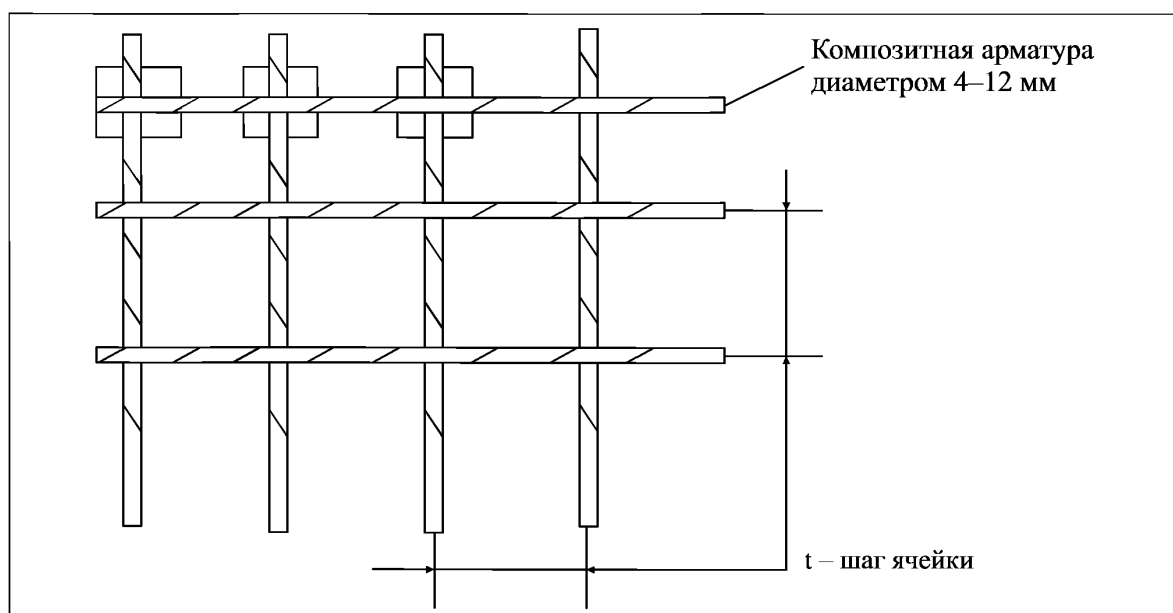 Композитная арматура
диаметром 4–12 мм
t – шаг ячейки